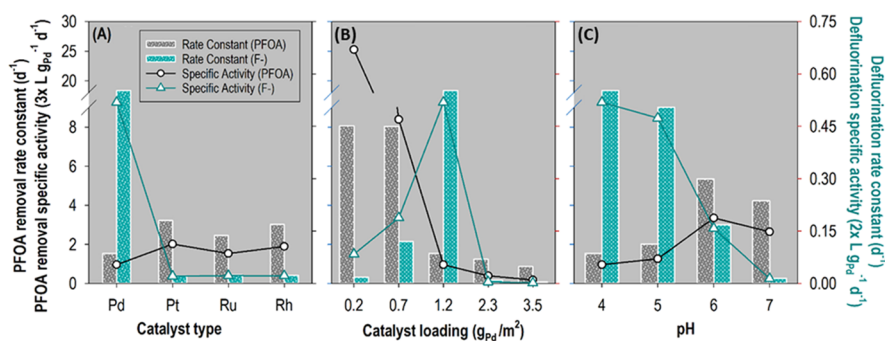 PFOA removal rate constant (d⁻¹)
PFOA removal specific activity (3x L g_Pd⁻¹ d⁻¹)
30
25
20
8
6
4
2
0
(A)
Rate Constant (PFOA)
Rate Constant (F-)
Specific Activity (PFOA)
Specific Activity (F-)
Pd Pt Ru Rh
Catalyst type
(B)
0.2 0.7 1.2 2.3 3.5
Catalyst loading (g_Pd/m²)
(C)
4 5 6 7
pH
0.75
0.60
0.45
0.30
0.15
0.00
Defluorination rate constant (d⁻¹)
Defluorination specific activity (2x L g_Pd⁻¹ d⁻¹)